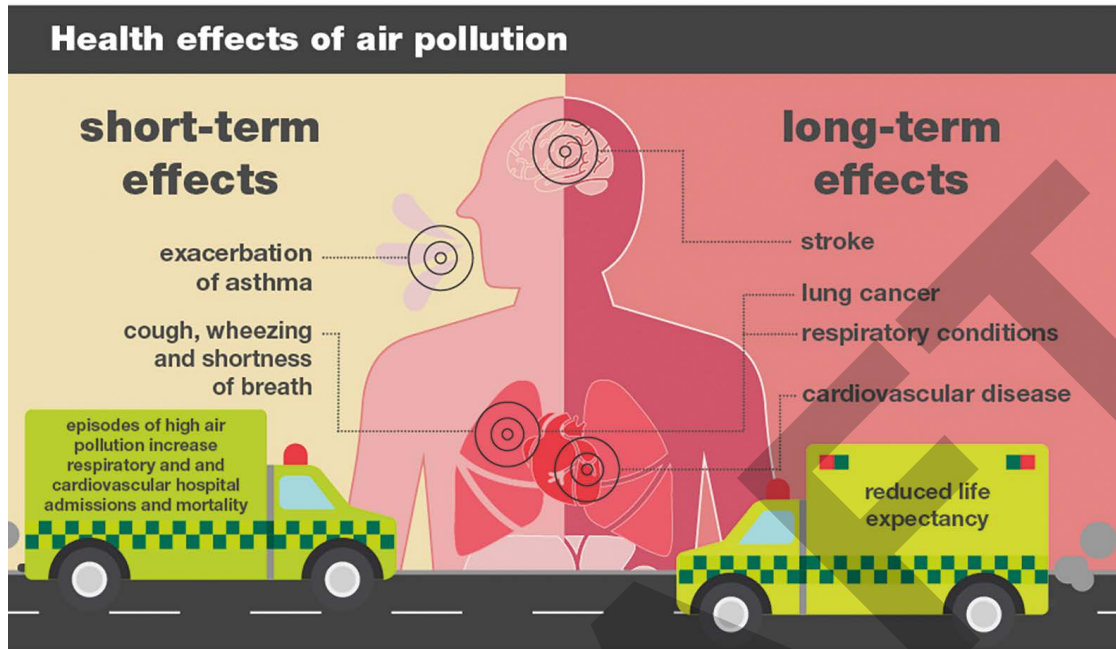 Health effects of air pollution
short-term
effects
exacerbation
of asthma
cough, wheezing
and shortness
of breath
episodes of high air
pollution increase
respiratory and and
cardiovascular hospital
admissions and mortality
long-term
effects
stroke
lung cancer
respiratory conditions
cardiovascular disease
reduced life
expectancy